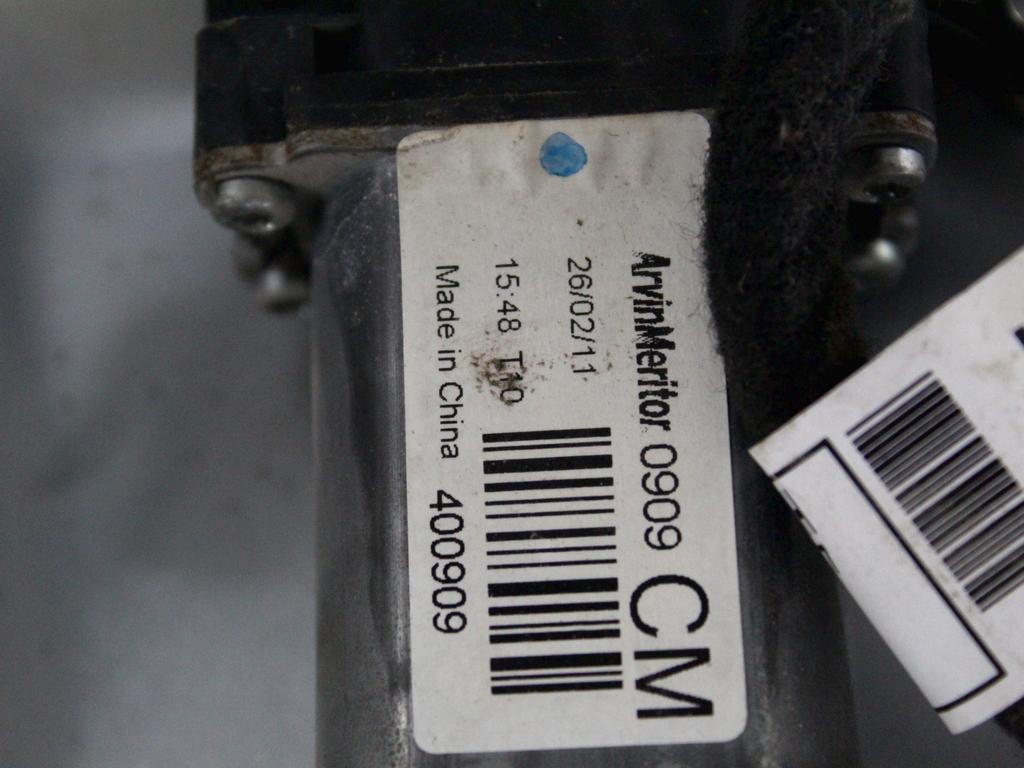 ArvinMeritor 0909 CM
26/02/11
15:48 T10
Made in China 400909